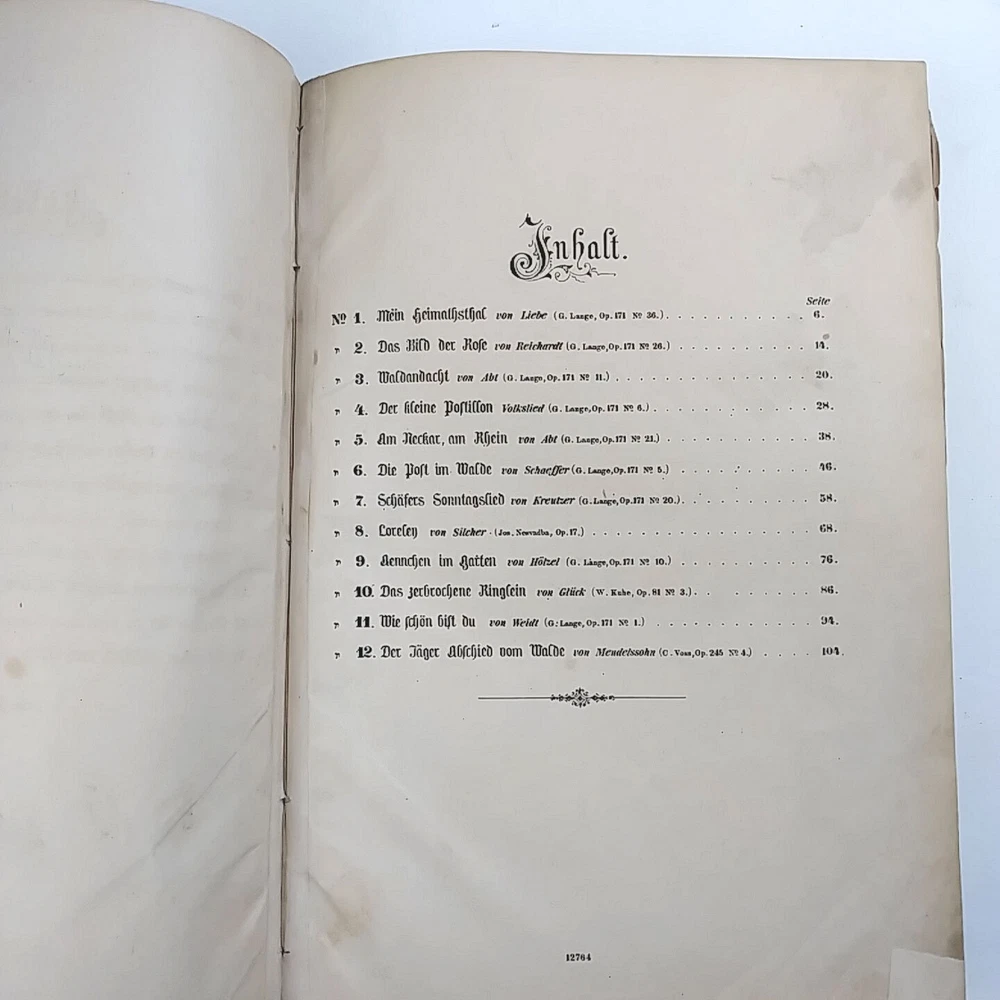 Inhalt.
Seite
No 1. Mein Heimathsthal von Liebe (G. Lange, Op. 171 No 36.) . . . . . . . . . . . 6.
" 2. Das Bild der Rose von Reichardt (G. Lange, Op. 171 No 26.) . . . . . . . . . . 14.
" 3. Waldandacht von Abt (G. Lange, Op. 171 No 11.) . . . . . . . . . . . . . . 20.
" 4. Der kleine Postillon Volkslied (G. Lange, Op. 171 No 6.) . . . . . . . . . . . . 28.
" 5. Am Neckar, am Rhein von Abt (G. Lange, Op. 171 No 21.) . . . . . . . . . . . 38.
" 6. Die Post im Walde von Schaeffer (G. Lange, Op. 171 No 5.) . . . . . . . . . . 46.
" 7. Schäfers Sonntagslied von Kreutzer (G. Lange, Op. 171 No 20.) . . . . . . . . . . 58.
" 8. Loreley von Silcher (Jos. Neswadba, Op. 17.) . . . . . . . . . . . . . . . . 68.
" 9. Aennchen im Garten von Hölzel (G. Lange, Op. 171 No 10.) . . . . . . . . . . 76.
" 10. Das zerbrochene Ringlein von Glück (W. Kuhe, Op. 81 No 3.) . . . . . . . . . 86.
" 11. Wie schön bist du von Weidt (G. Lange, Op. 171 No 1.) . . . . . . . . . . . . 94.
" 12. Der Jäger Abschied vom Walde von Mendelssohn (C. Voss, Op. 245 No 4.) . . . . 104.
12764